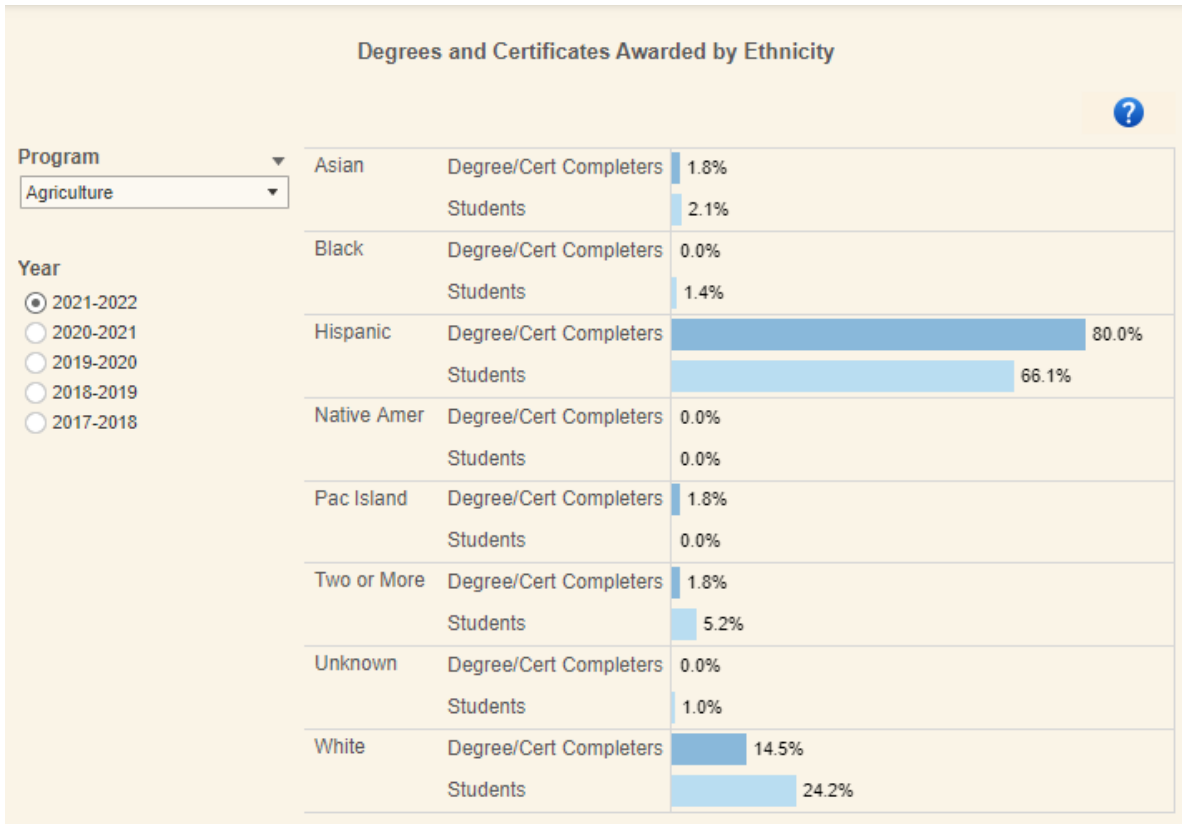 Degrees and Certificates Awarded by Ethnicity
?
Program
Agriculture
Year
2021-2022
2020-2021
2019-2020
2018-2019
2017-2018
Asian Degree/Cert Completers 1.8%
Students 2.1%
Black Degree/Cert Completers 0.0%
Students 1.4%
Hispanic Degree/Cert Completers 80.0%
Students 66.1%
Native Amer Degree/Cert Completers 0.0%
Students 0.0%
Pac Island Degree/Cert Completers 1.8%
Students 0.0%
Two or More Degree/Cert Completers 1.8%
Students 5.2%
Unknown Degree/Cert Completers 0.0%
Students 1.0%
White Degree/Cert Completers 14.5%
Students 24.2%